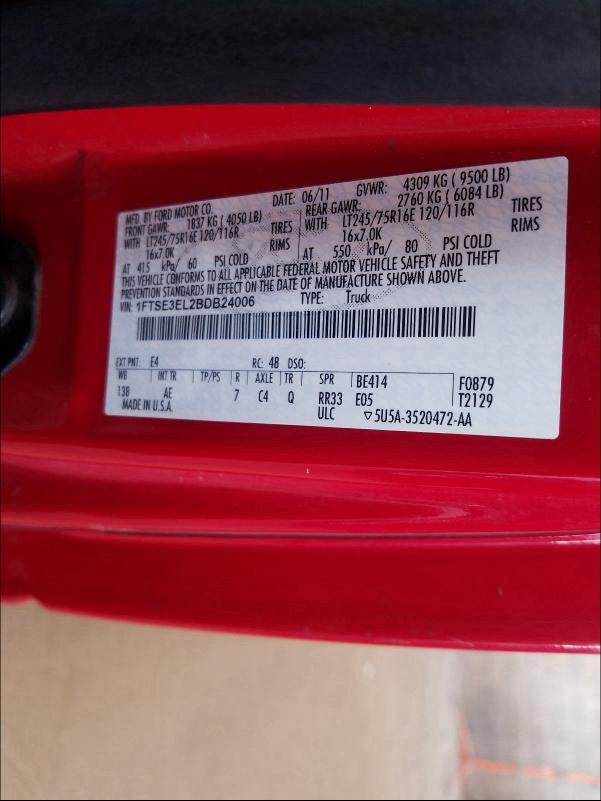 MFD. BY FORD MOTOR CO.
DATE: 06/11 GVWR: 4309 KG ( 9500 LB)
FRONT GAWR: 1837 KG ( 4050 LB)
REAR GAWR: 2760 KG ( 6084 LB)
WITH LT245/75R16E 120/116R TIRES
WITH LT245/75R16E 120/116R TIRES
16x7.0K RIMS
16x7.0K RIMS
AT 415 kPa/ 60 PSI COLD
AT 550 kPa/ 80 PSI COLD
THIS VEHICLE CONFORMS TO ALL APPLICABLE FEDERAL MOTOR VEHICLE SAFETY AND THEFT
PREVENTION STANDARDS IN EFFECT ON THE DATE OF MANUFACTURE SHOWN ABOVE.
VIN: 1FTSE3EL2BDB24006 TYPE: Truck
EXT PNT: E4 RC: 48 DSO:
WB INT TR TP/PS R AXLE TR SPR BE414 F0879
138 AE 7 C4 Q RR33 E05 T2129
MADE IN U.S.A. ULC ▽5U5A-3520472-AA